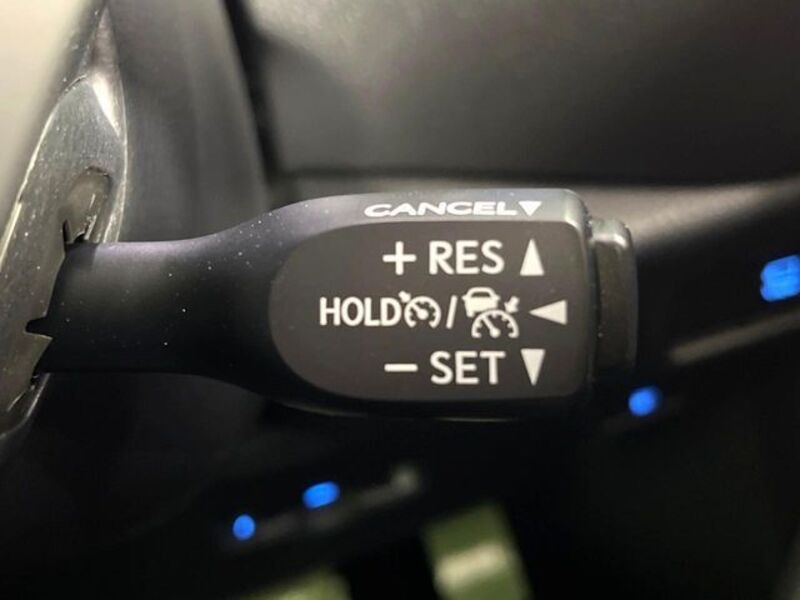 CANCEL▼
+ RES ▲
HOLD / ◀
- SET ▼